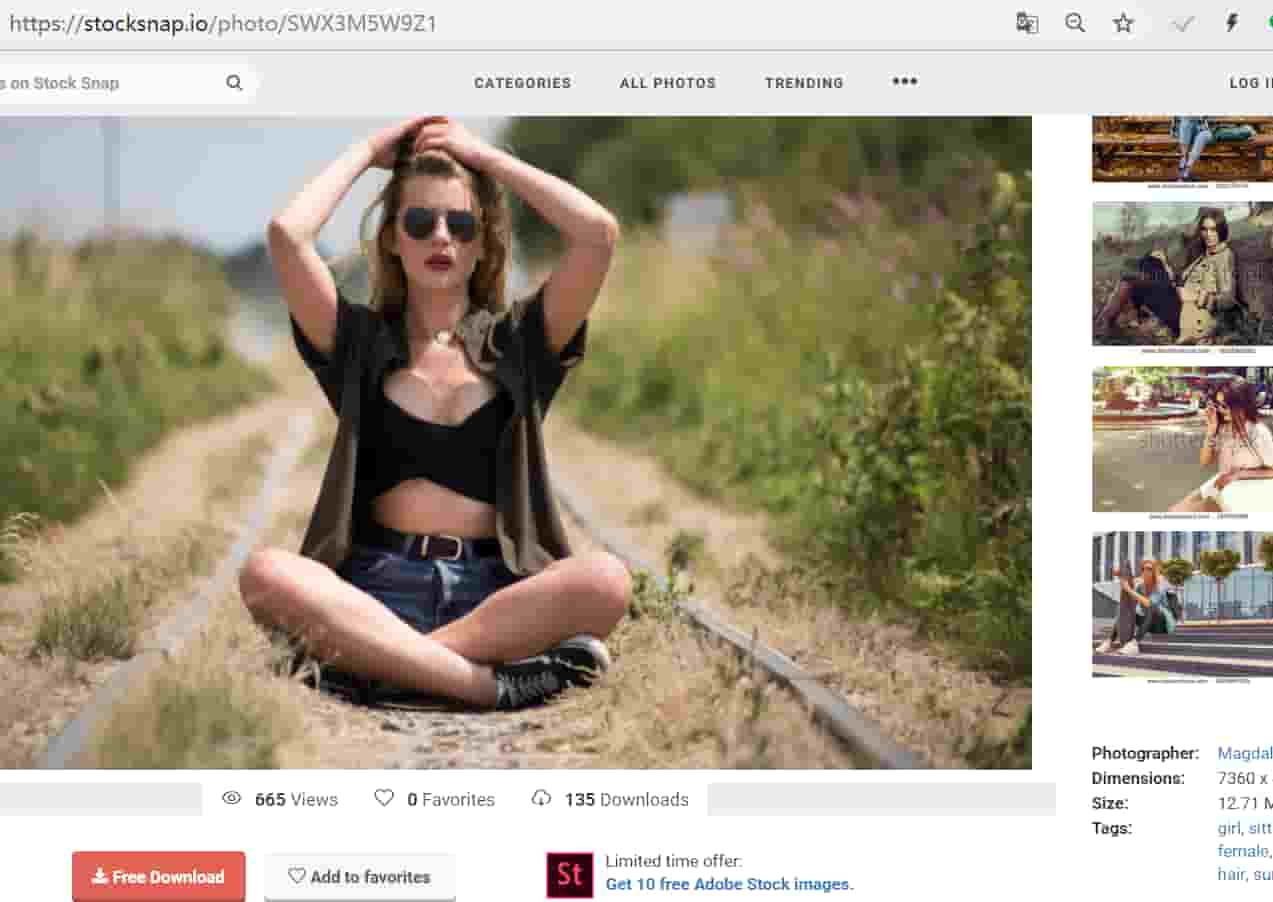 https://stocksnap.io/photo/SWX3M5W9Z1
s on Stock Snap
CATEGORIES
ALL PHOTOS
TRENDING
•••
LOG I
shutterstock
Photographer: Magdal
Dimensions: 7360 x
Size: 12.71 M
Tags: girl, sitt
female,
hair, su
665 Views
0 Favorites
135 Downloads
Free Download
Add to favorites
St
Limited time offer:
Get 10 free Adobe Stock images.